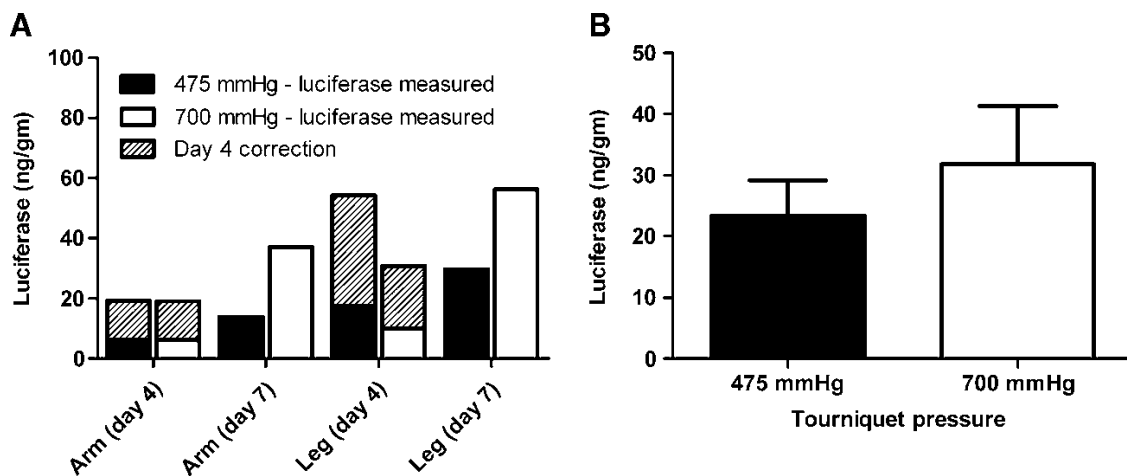 A
Luciferase (ng/gm)
100
80
60
40
20
0
475 mmHg - luciferase measured
700 mmHg - luciferase measured
Day 4 correction
Arm (day 4)
Arm (day 7)
Leg (day 4)
Leg (day 7)
B
Luciferase (ng/gm)
50
40
30
20
10
0
475 mmHg
700 mmHg
Tourniquet pressure